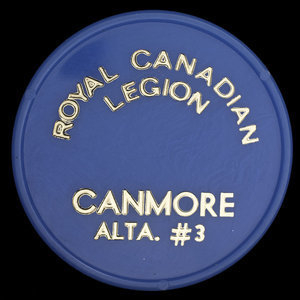 ROYAL CANADIAN
LEGION
CANMORE
ALTA. #3